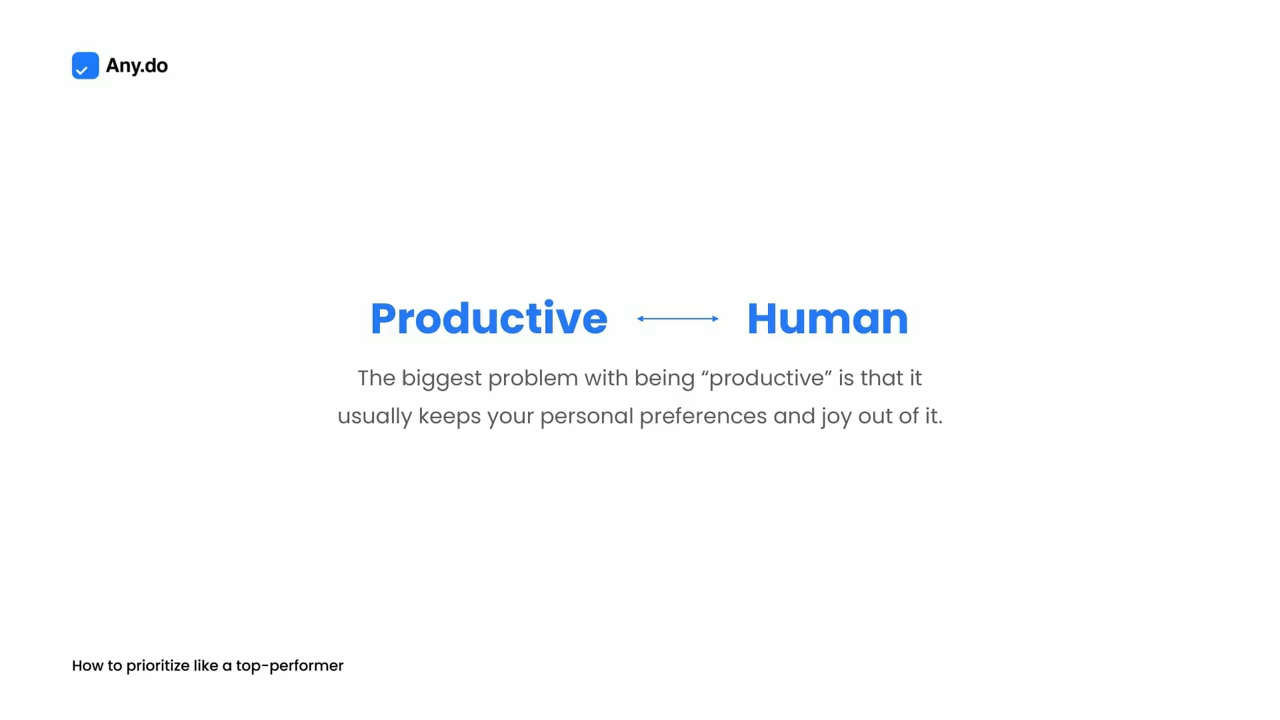 Any.do
Productive Human
The biggest problem with being “productive” is that it
usually keeps your personal preferences and joy out of it.
How to prioritize like a top-performer